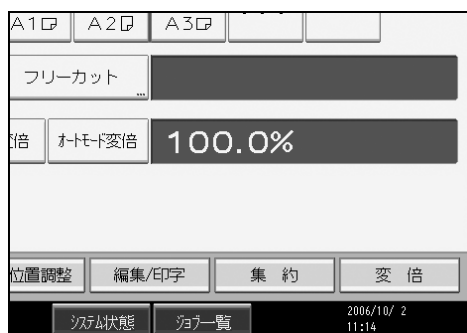 A1 A2 A3
フリーカット
変倍 オートモード変倍 100.0%
位置調整 編集/印字 集 約 変 倍
システム状態 ジョブ一覧 2006/10/ 2
11:14